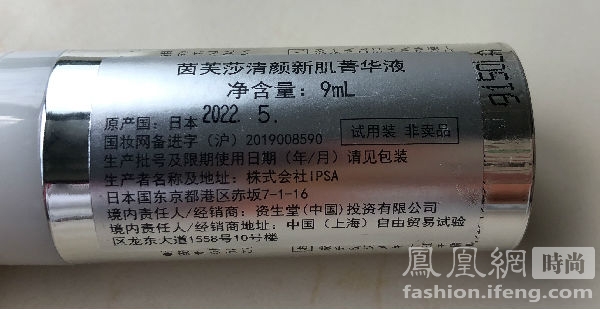 茵芙莎清颜新肌菁华液
净含量：9mL
原产国：日本 2022 5.
国妆网备进字（沪）2019008590
试用装 非卖品
生产批号及限期使用日期（年/月）请见包装
生产者名称及地址：株式会社IPSA
日本国东京都港区赤坂7-1-16
境内责任人/经销商：资生堂(中国)投资有限公司
境内责任人/经销商地址：中国（上海）自由贸易试验
区龙东大道1558号10号楼
鳳凰網 時尚
fashion.ifeng.com